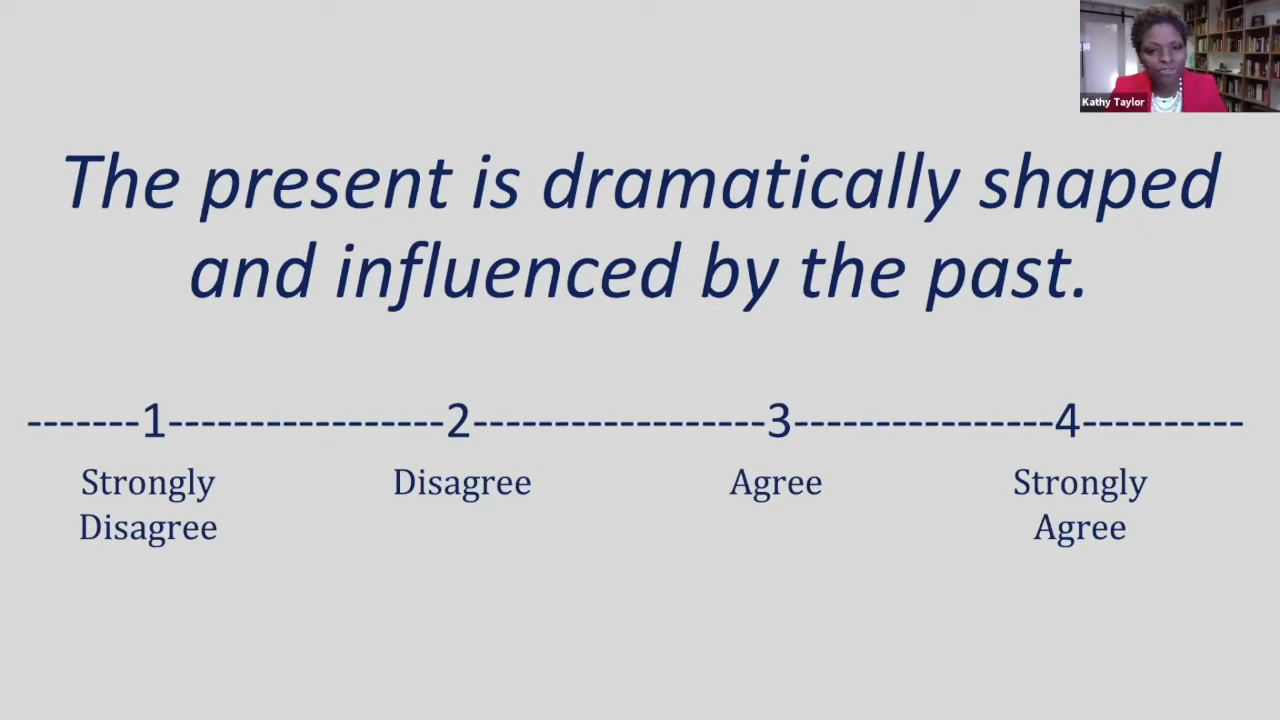 Kathy Taylor
The present is dramatically shaped
and influenced by the past.
-------1-----------------2------------------3----------------4----------
Strongly Disagree Agree Strongly
Disagree Agree